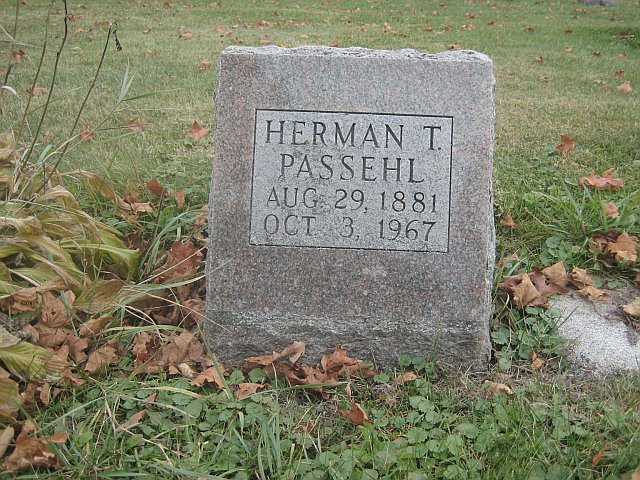 HERMAN T.
PASSEHL
AUG 29, 1881
OCT 3, 1967